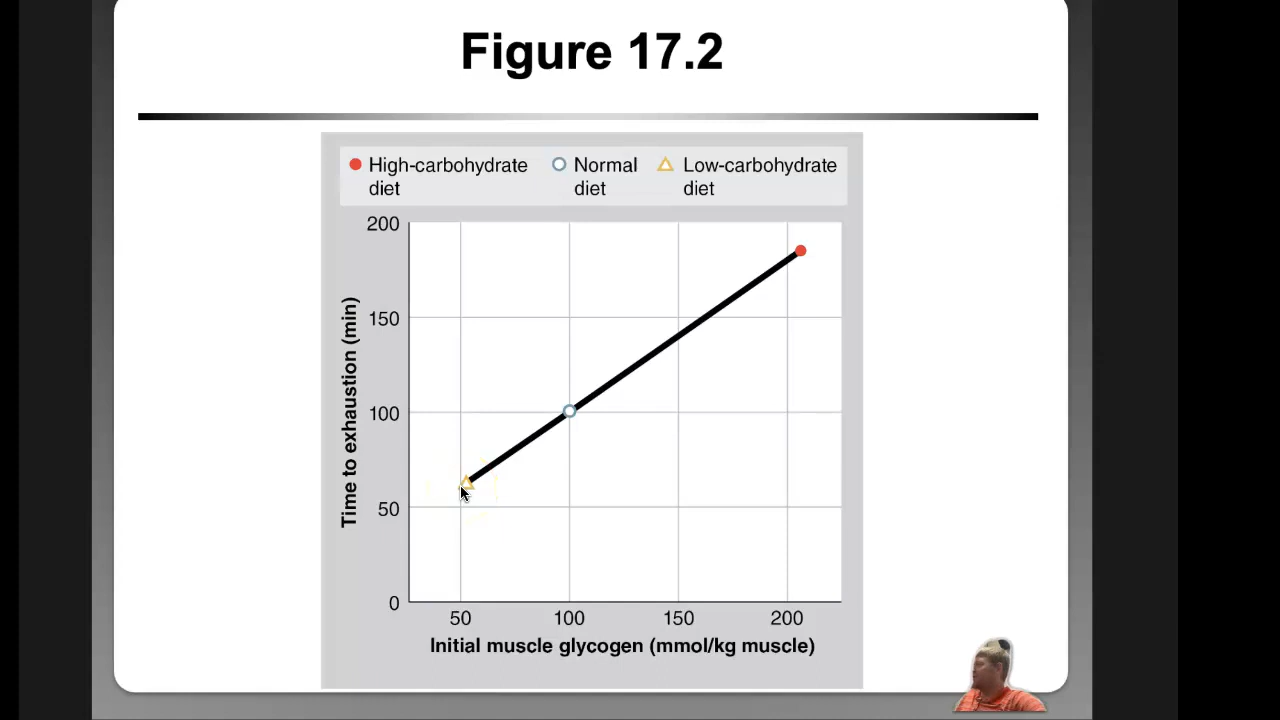 Figure 17.2
High-carbohydrate
diet
Normal
diet
Low-carbohydrate
diet
200
150
100
50
0
Time to exhaustion (min)
50
100
150
200
Initial muscle glycogen (mmol/kg muscle)